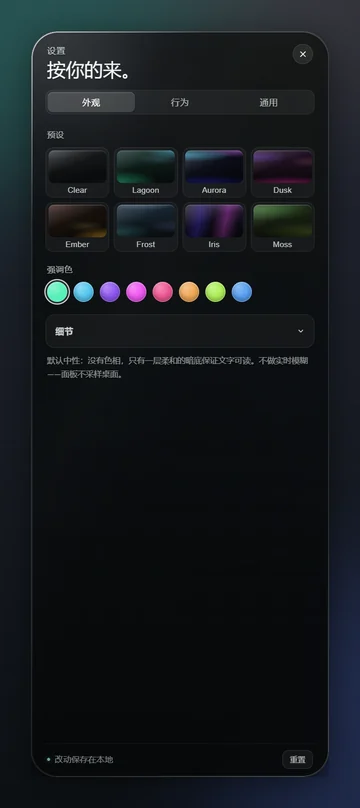 设置
按你的来。
外观
行为
通用
预设
Clear
Lagoon
Aurora
Dusk
Ember
Frost
Iris
Moss
强调色
细节
默认中性：没有色相，只有一层柔和的暗底保证文字可读。不做实时模糊
——面板不采样桌面。
改动保存在本地
重置